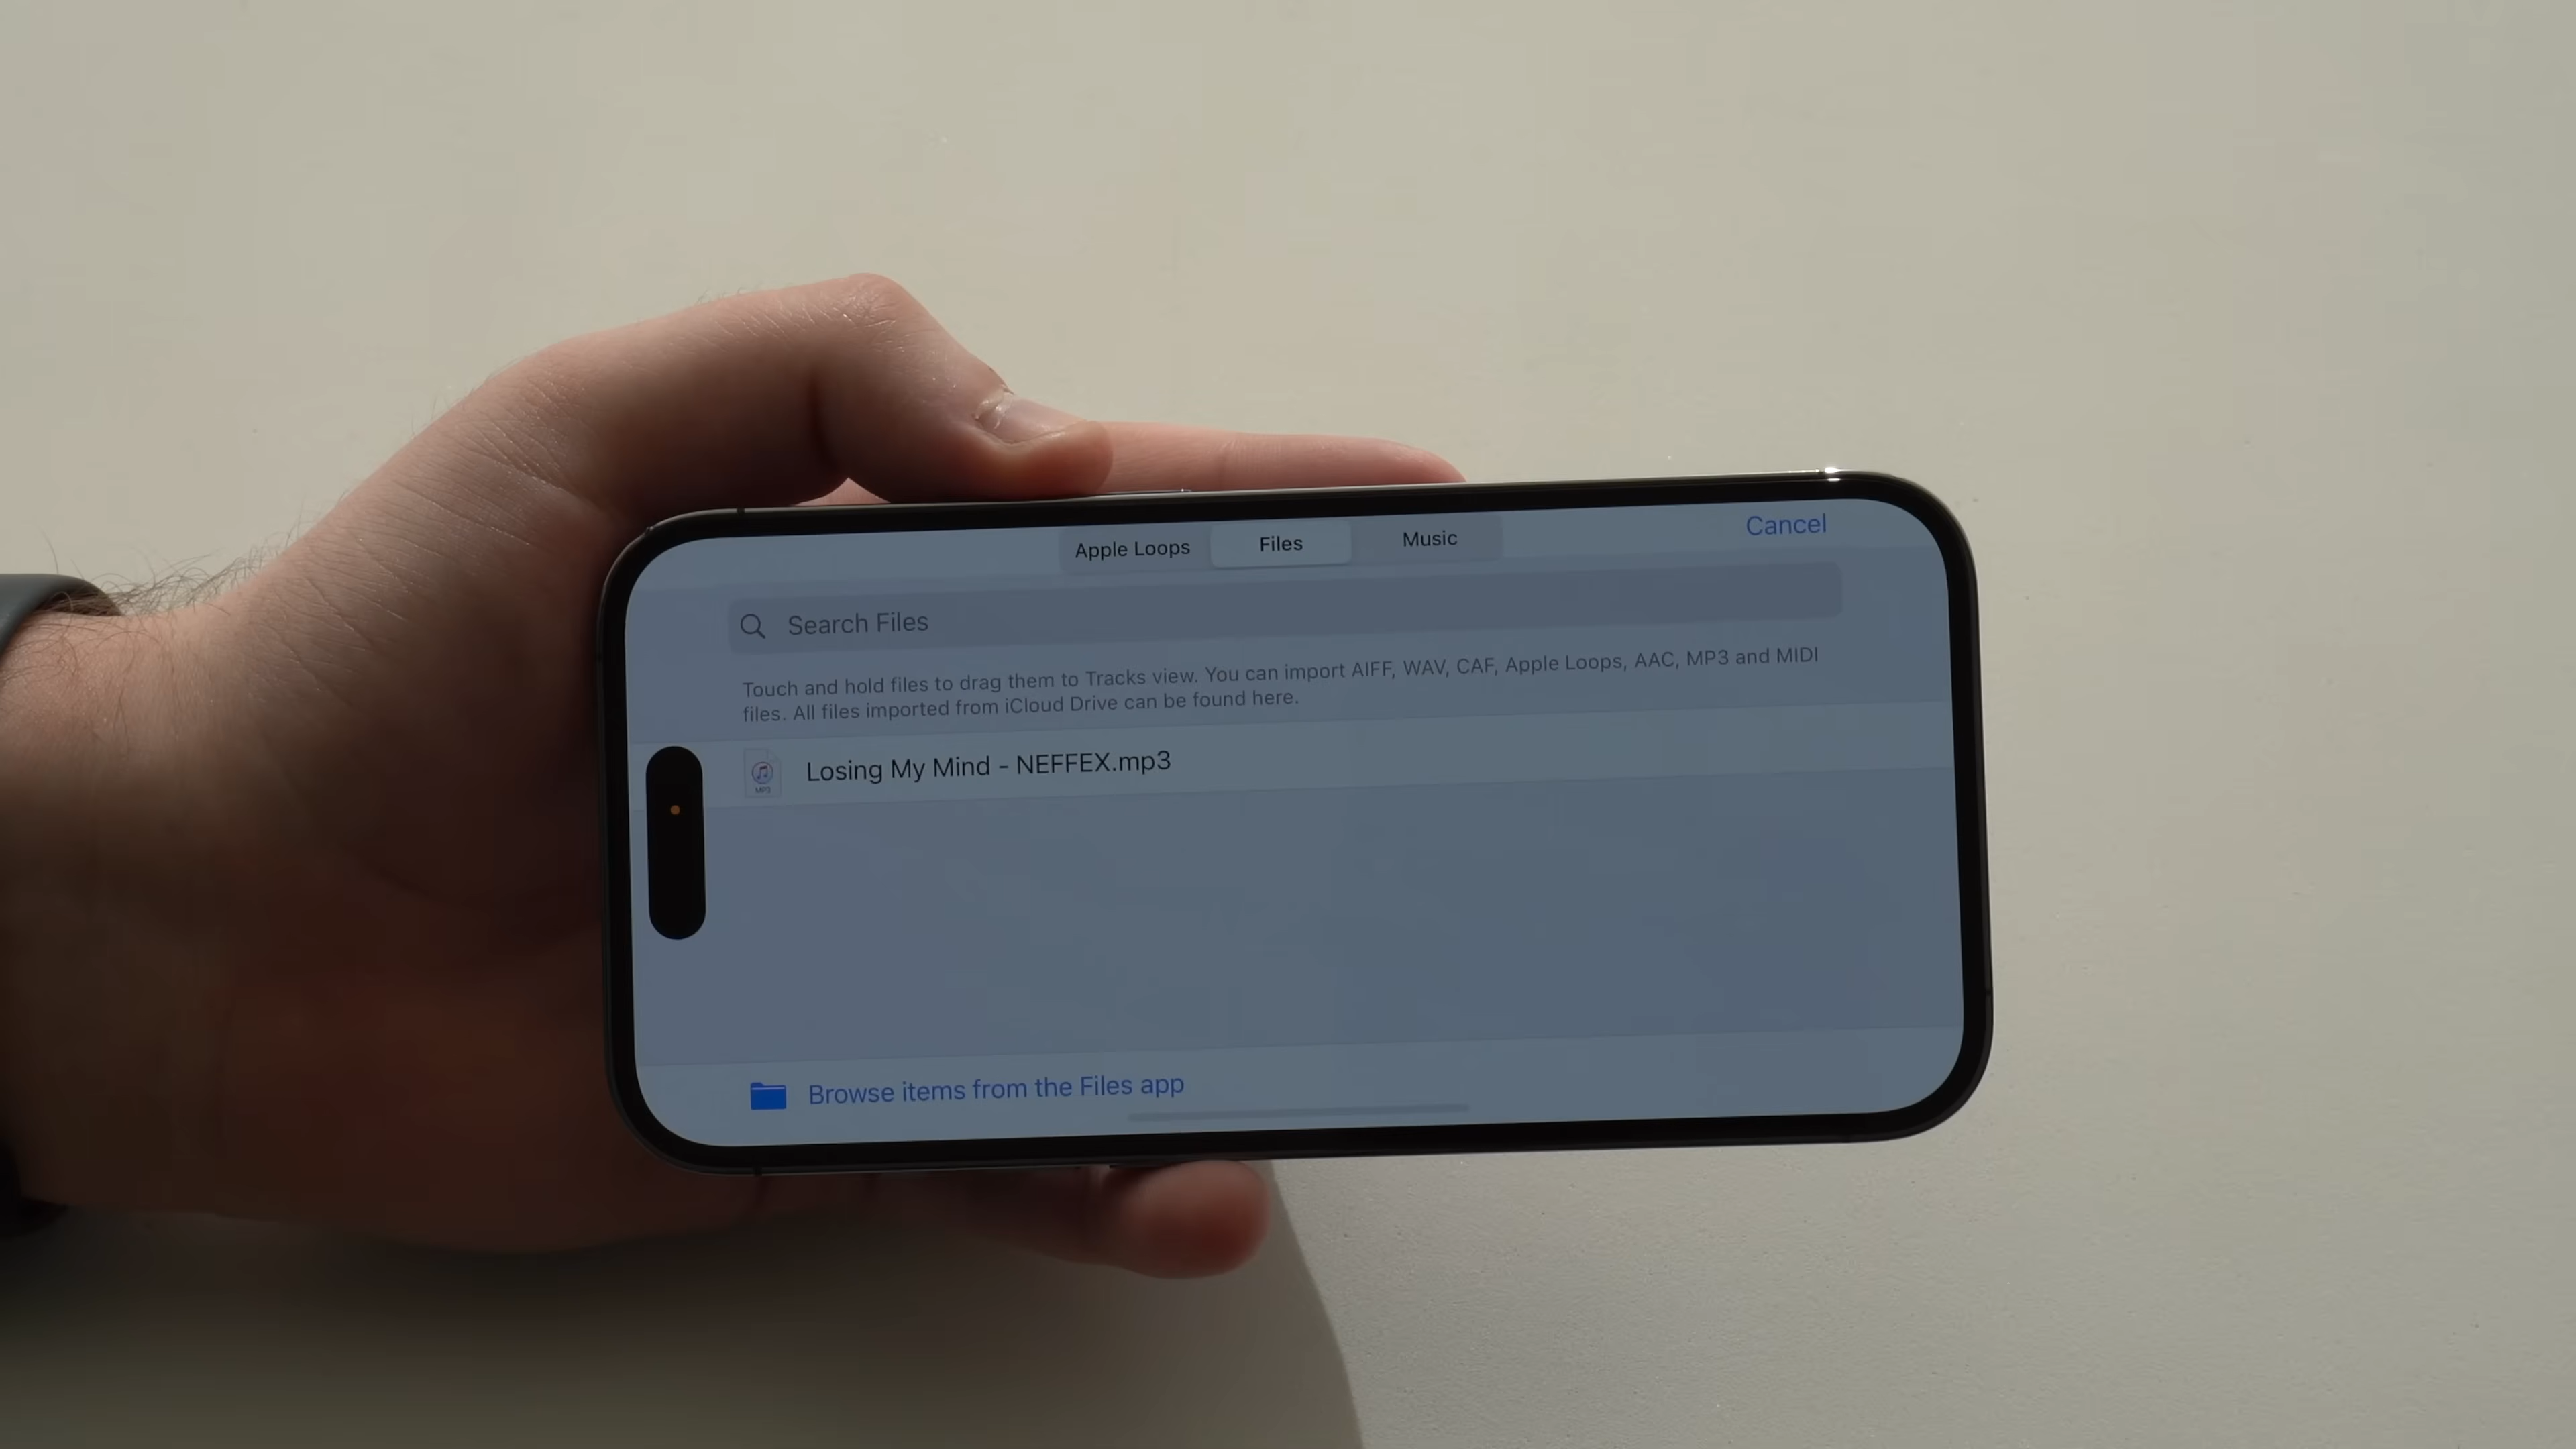 Apple Loops Files Music Cancel
Search Files
Touch and hold files to drag them to Tracks view. You can import AIFF, WAV, CAF, Apple Loops, AAC, MP3 and MIDI
files. All files imported from iCloud Drive can be found here.
MP3
Losing My Mind - NEFFEX.mp3
Browse items from the Files app